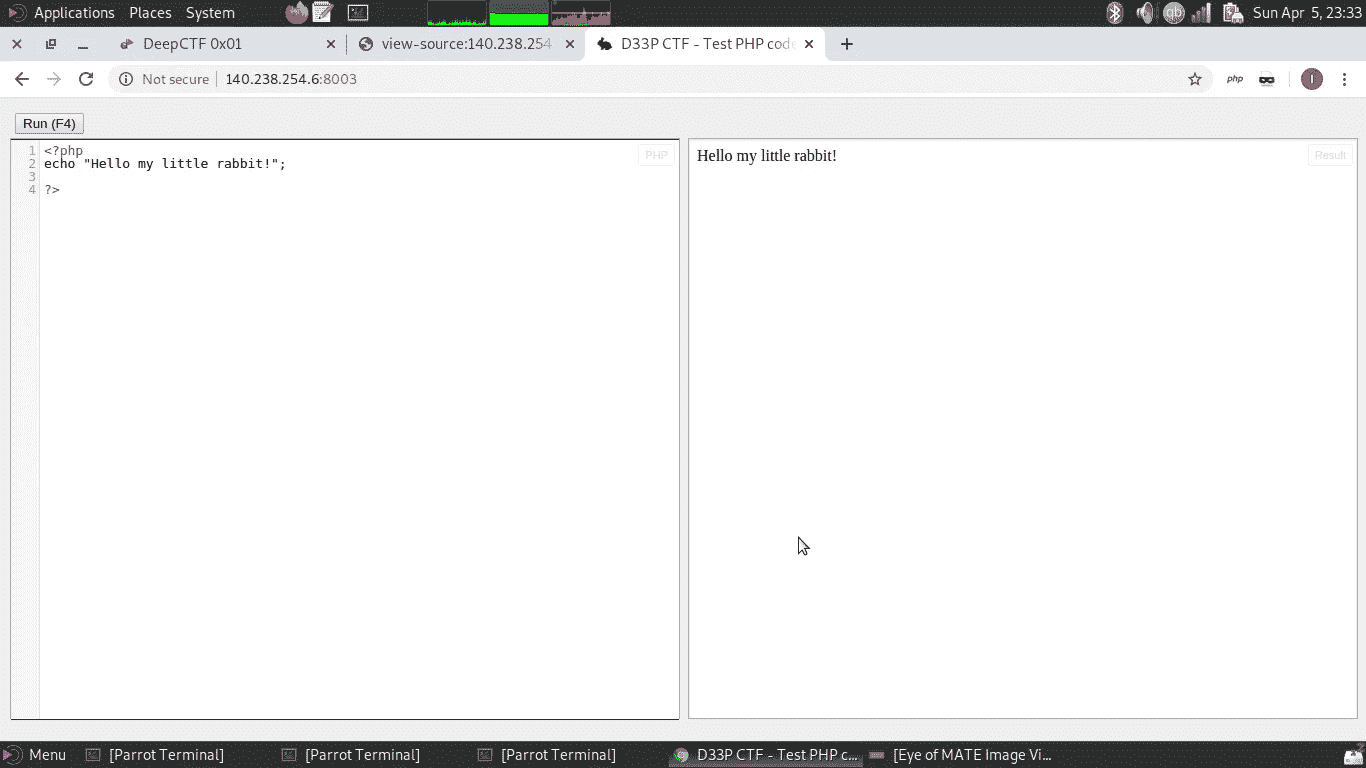 Applications Places System
Sun Apr 5, 23:33
DeepCTF 0x01
view-source:140.238.254
D33P CTF - Test PHP code
Not secure
140.238.254.6:8003
php
I
Run (F4)
1 <?php
2 echo "Hello my little rabbit!";
3
4 ?>
PHP
Hello my little rabbit!
Result
Menu
[Parrot Terminal]
[Parrot Terminal]
[Parrot Terminal]
D33P CTF - Test PHP c...
[Eye of MATE Image Vi...